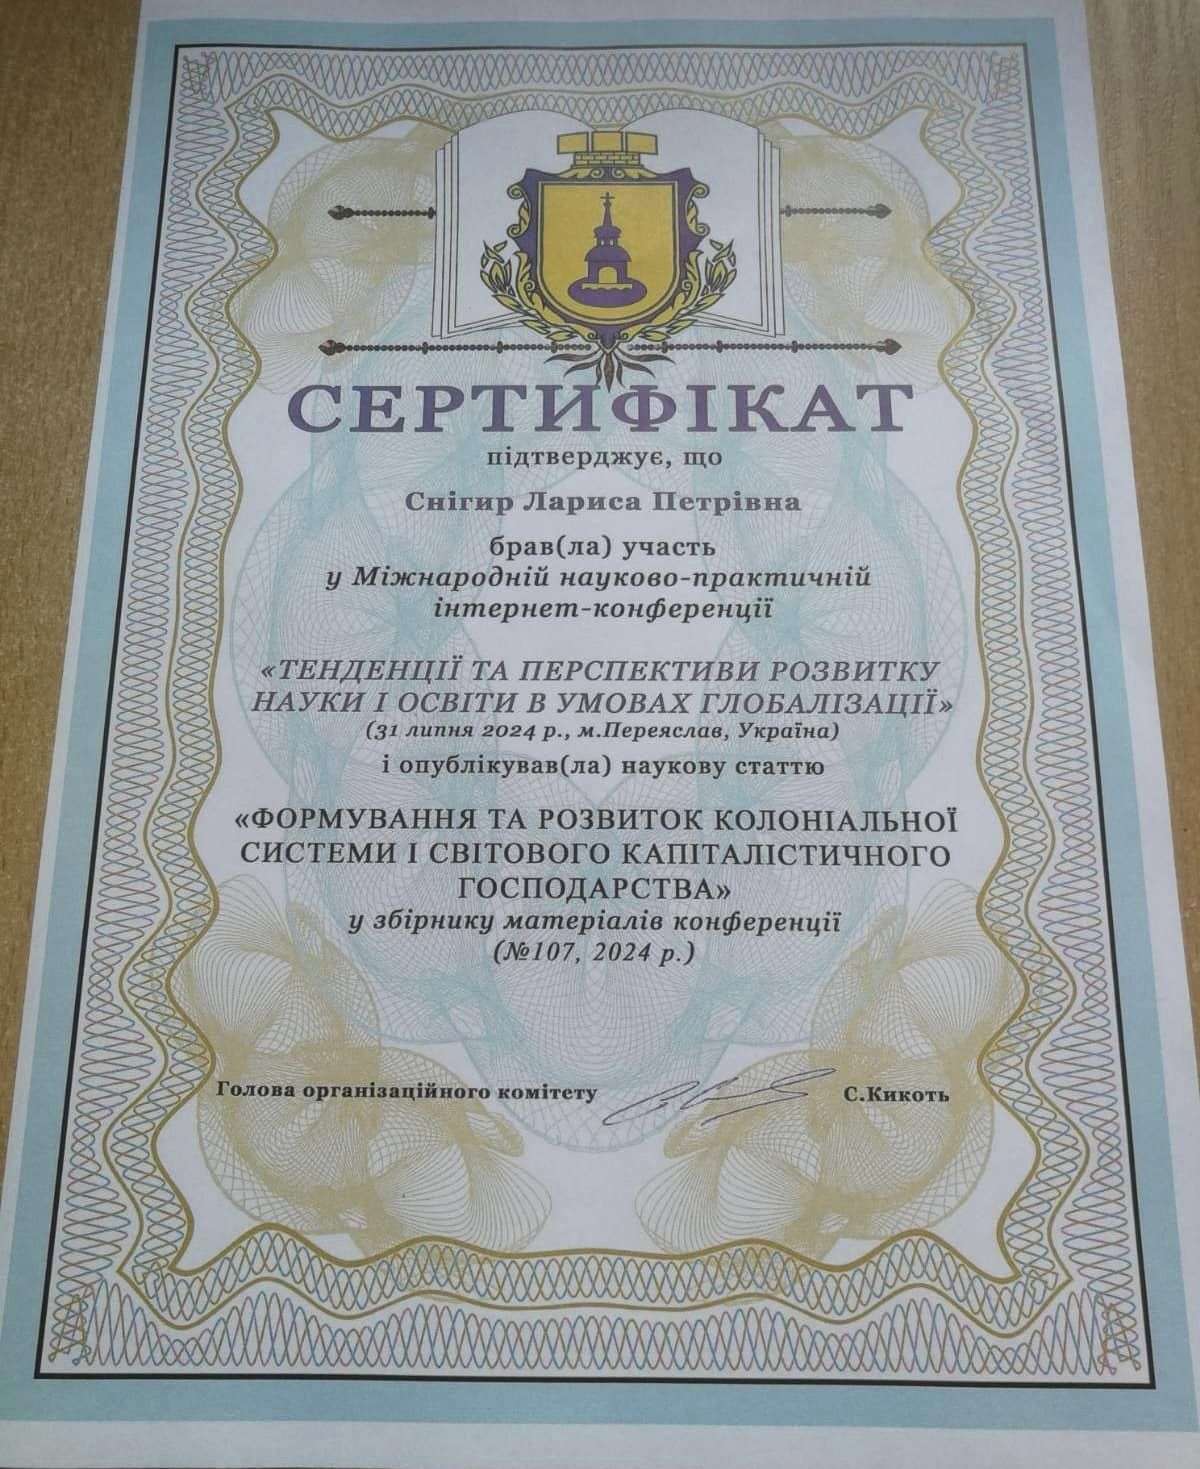 СЕРТИФІКАТ
підтверджує, що
Снігир Лариса Петрівна
брав(ла) участь
у Міжнародній науково-практичній
інтернет-конференції
«ТЕНДЕНЦІЇ ТА ПЕРСПЕКТИВИ РОЗВИТКУ
НАУКИ І ОСВІТИ В УМОВАХ ГЛОБАЛІЗАЦІЇ»
(31 липня 2024 р., м.Переяслав, Україна)
і опублікував(ла) наукову статтю
«ФОРМУВАННЯ ТА РОЗВИТОК КОЛОНІАЛЬНОЇ
СИСТЕМИ І СВІТОВОГО КАПІТАЛІСТИЧНОГО
ГОСПОДАРСТВА»
у збірнику матеріалів конференції
(№107, 2024 р.)
Голова організаційного комітету С.Кикоть